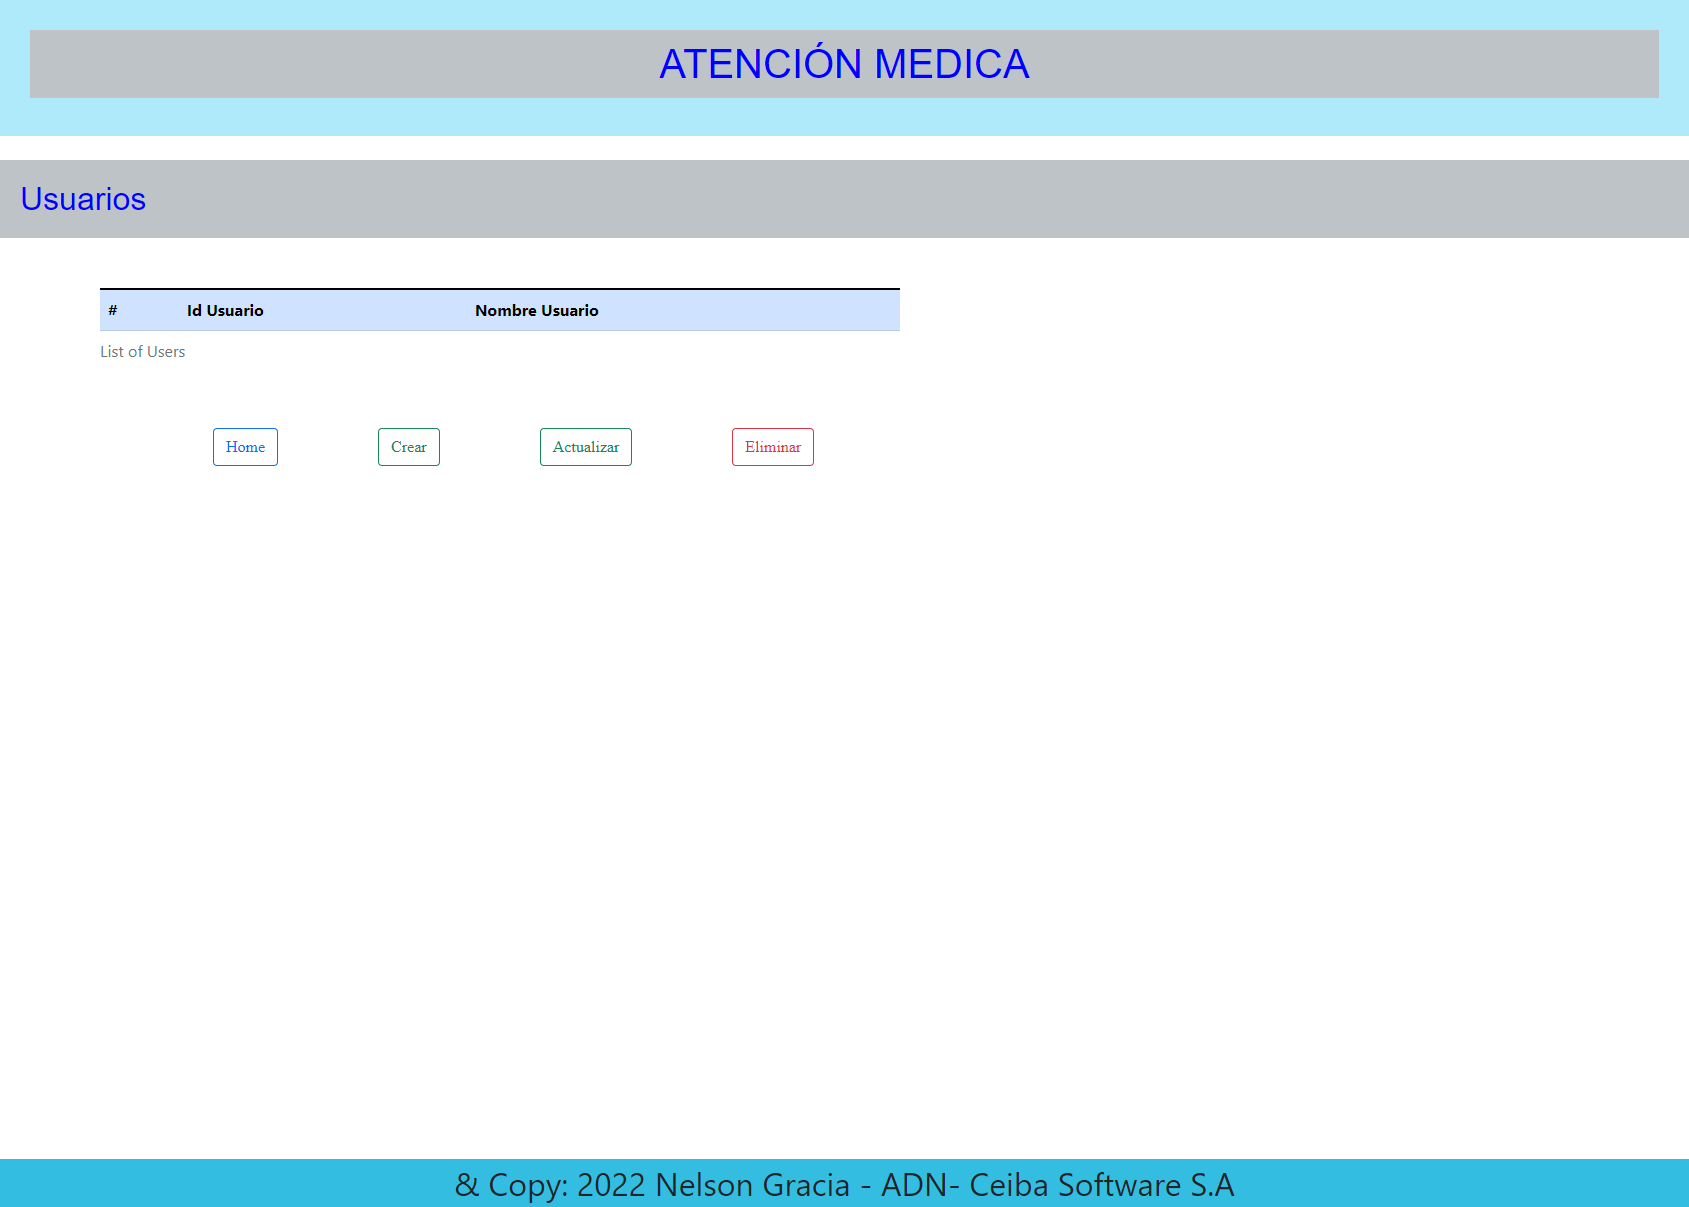 ATENCIÓN MEDICA
Usuarios
# Id Usuario Nombre Usuario
List of Users
Home Crear Actualizar Eliminar
& Copy: 2022 Nelson Gracia - ADN- Ceiba Software S.A